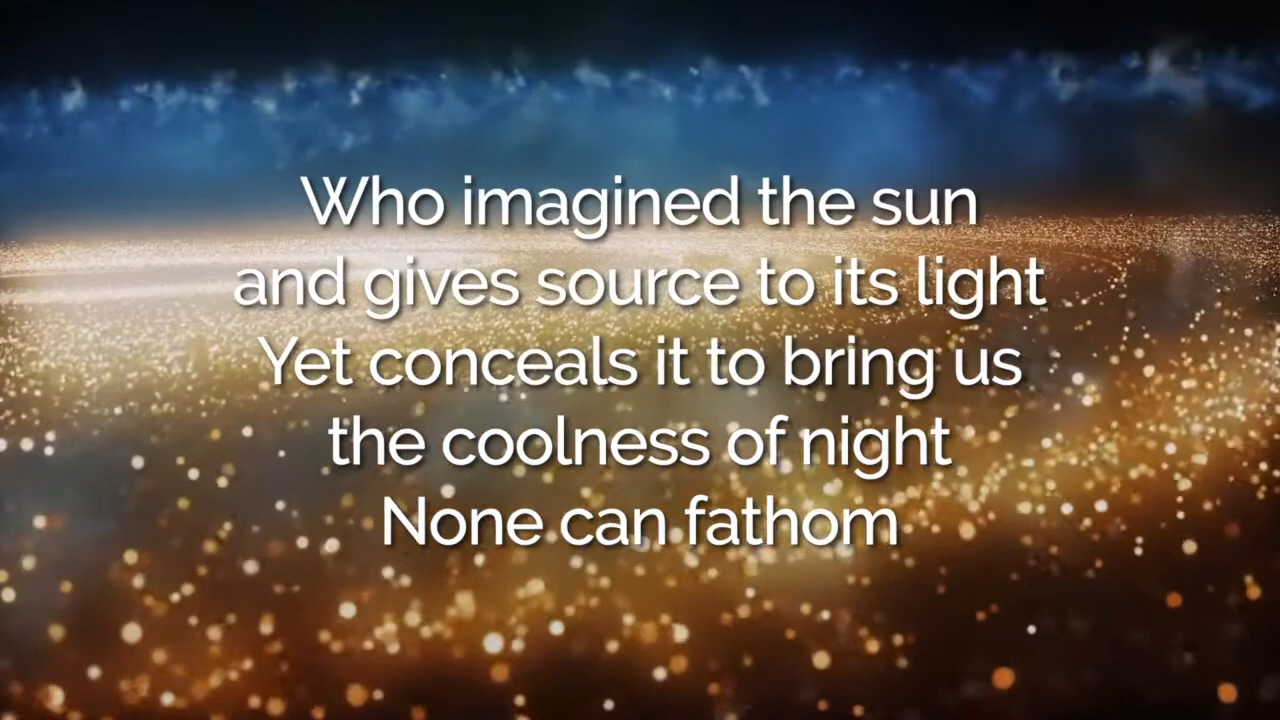 Who imagined the sun
and gives source to its light
Yet conceals it to bring us
the coolness of night
None can fathom